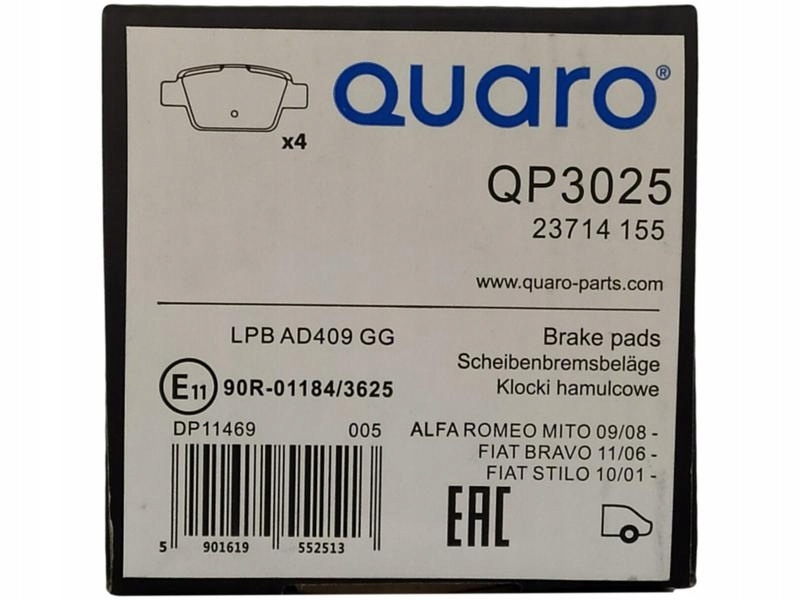 x4
QUARO®
QP3025
23714 155
www.quaro-parts.com
LPB AD409 GG
Brake pads
Scheibenbremsbeläge
Klocki hamulcowe
E11 90R-01184/3625
DP11469 005
ALFA ROMEO MITO 09/08 -
FIAT BRAVO 11/06 -
FIAT STILO 10/01 -
5 901619 552513
EAC